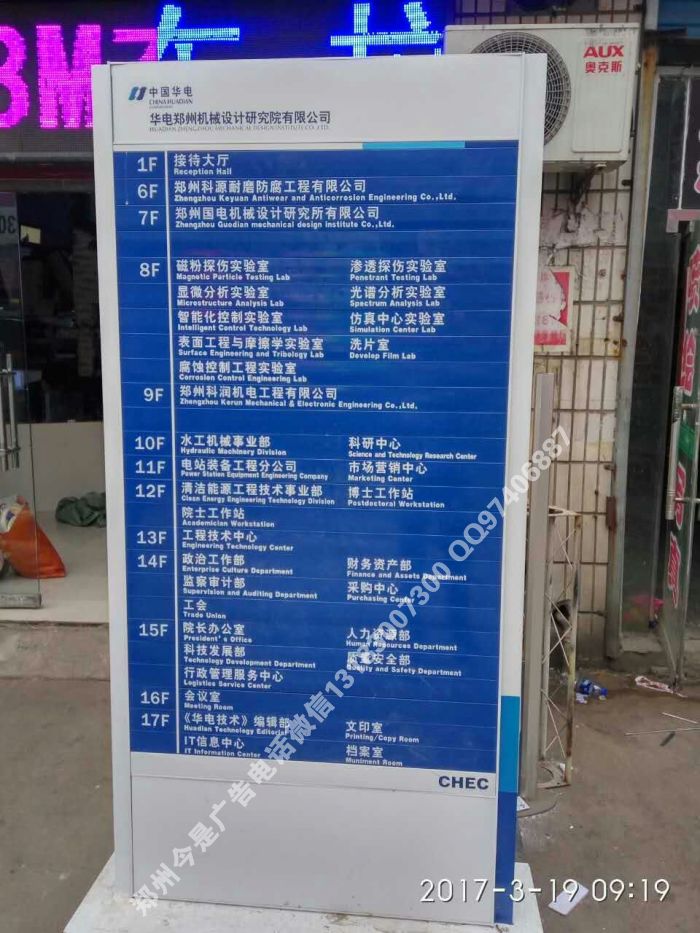 AUX
奥克斯
中国华电
CHINA HUADIAN
华电郑州机械设计研究院有限公司
HUADIAN ZHENGZHOU MECHANICAL DESIGN INSTITUTE CO., LTD.
1F 接待大厅
Reception Hall
6F 郑州科源耐磨防腐工程有限公司
Zhengzhou Keyuan Antiwear and Anticorrosion Engineering Co.,Ltd.
7F 郑州国电机械设计研究所有限公司
Zhengzhou Guodian mechanical design institute Co.,Ltd.
8F 磁粉探伤实验室 渗透探伤实验室
Magnetic Particle Testing Lab Penetrant Testing Lab
显微分析实验室 光谱分析实验室
Microstructure Analysis Lab Spectrum Analysis Lab
智能化控制实验室 仿真中心实验室
Intelligent Control Technology Lab Simulation Center Lab
表面工程与摩擦学实验室 洗片室
Surface Engineering and Tribology Lab Develop Film Lab
腐蚀控制工程实验室
Corrosion Control Engineering Lab
9F 郑州科润机电工程有限公司
Zhengzhou Kerun Mechanical & Electronic Engineering Co.,Ltd.
10F 水工机械事业部 科研中心
Hydraulic Machinery Division Science and Technology Research Center
11F 电站装备工程分公司 市场营销中心
Power Station Equipment Engineering Company Marketing Center
12F 清洁能源工程技术事业部 博士工作站
Clean Energy Engineering Technology Division Postdoctoral Workstation
院士工作站
Academician Workstation
13F 工程技术中心
Engineering Technology Center
14F 政治工作部 财务资产部
Enterprise Culture Department Finance and Assets Department
监察审计部 采购中心
Supervision and Auditing Department Purchasing Center
工会
Trade Union
15F 院长办公室 人力资源部
President's Office Human Resources Department
科技发展部 质量安全部
Technology Development Department Quality and Safety Department
行政管理服务中心
Logistics Service Center
16F 会议室
Meeting Room
17F 《华电技术》编辑部 文印室
Huadian Technology Editorial Printing/Copy Room
IT信息中心 档案室
IT Information Center Muniment Room
CHEC
2017-3-19 09:19